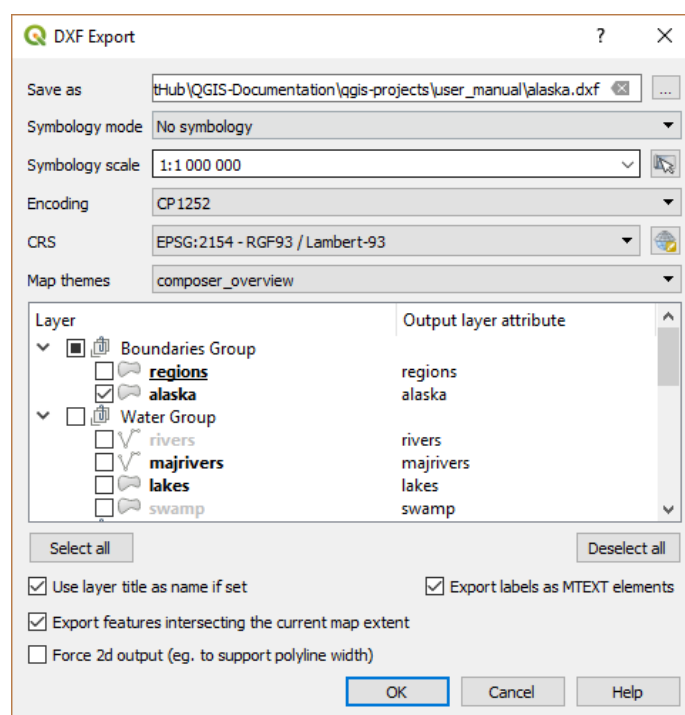 DXF Export ?
Save as tHub\QGIS-Documentation\qgis-projects\user_manual\alaska.dxf ...
Symbology mode No symbology
Symbology scale 1:1 000 000
Encoding CP1252
CRS EPSG:2154 - RGF93 / Lambert-93
Map themes composer_overview
Layer Output layer attribute
Boundaries Group
regions regions
alaska alaska
Water Group
rivers rivers
majrivers majrivers
lakes lakes
swamp swamp
Select all Deselect all
Use layer title as name if set Export labels as MTEXT elements
Export features intersecting the current map extent
Force 2d output (eg. to support polyline width)
OK Cancel Help